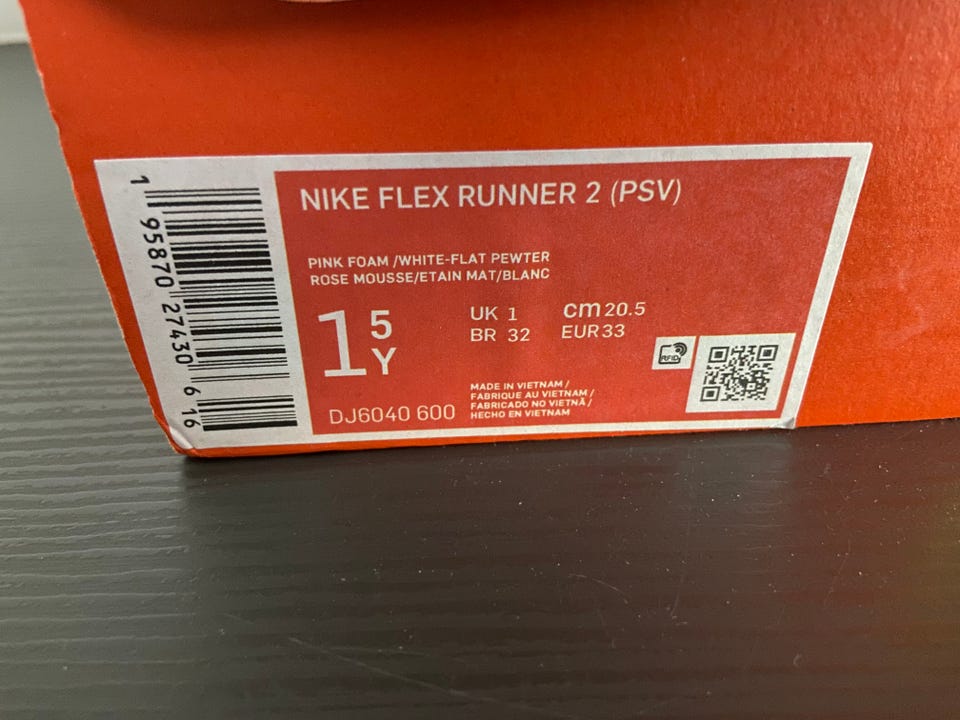 NIKE FLEX RUNNER 2 (PSV)
PINK FOAM /WHITE-FLAT PEWTER
ROSE MOUSSE/ETAIN MAT/BLANC
1 5 Y
UK 1 cm 20.5
BR 32 EUR 33
RFID
DJ6040 600
MADE IN VIETNAM /
FABRIQUE AU VIETNAM /
FABRICADO NO VIETNÃ /
HECHO EN VIETNAM
1 95870 27430 6 16